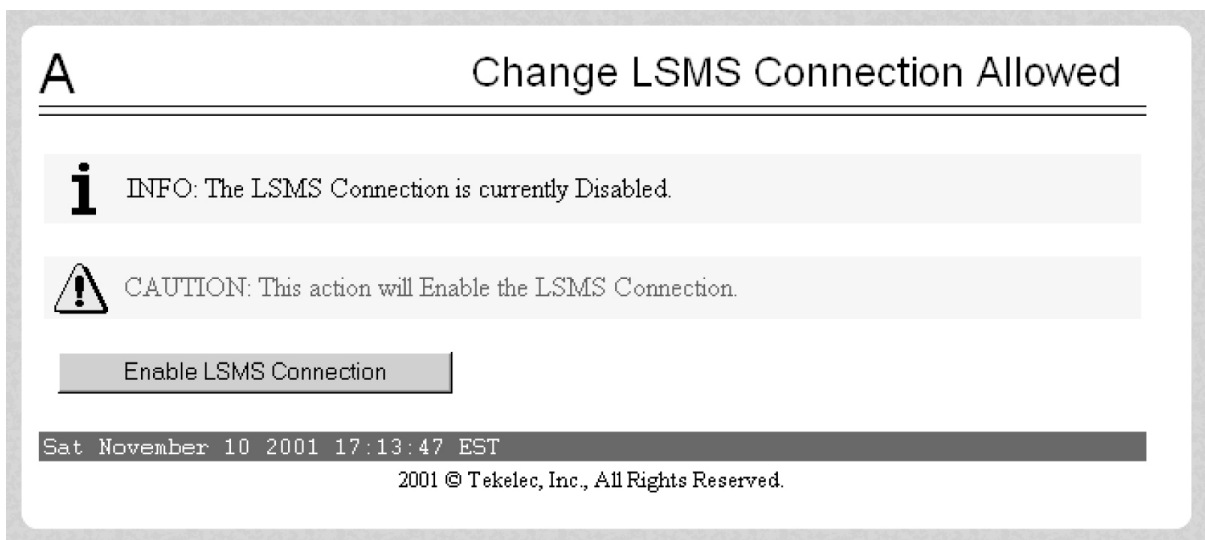 A
Change LSMS Connection Allowed
INFO: The LSMS Connection is currently Disabled.
CAUTION: This action will Enable the LSMS Connection.
Enable LSMS Connection
Sat November 10 2001 17:13:47 EST
2001 © Tekelec, Inc., All Rights Reserved.